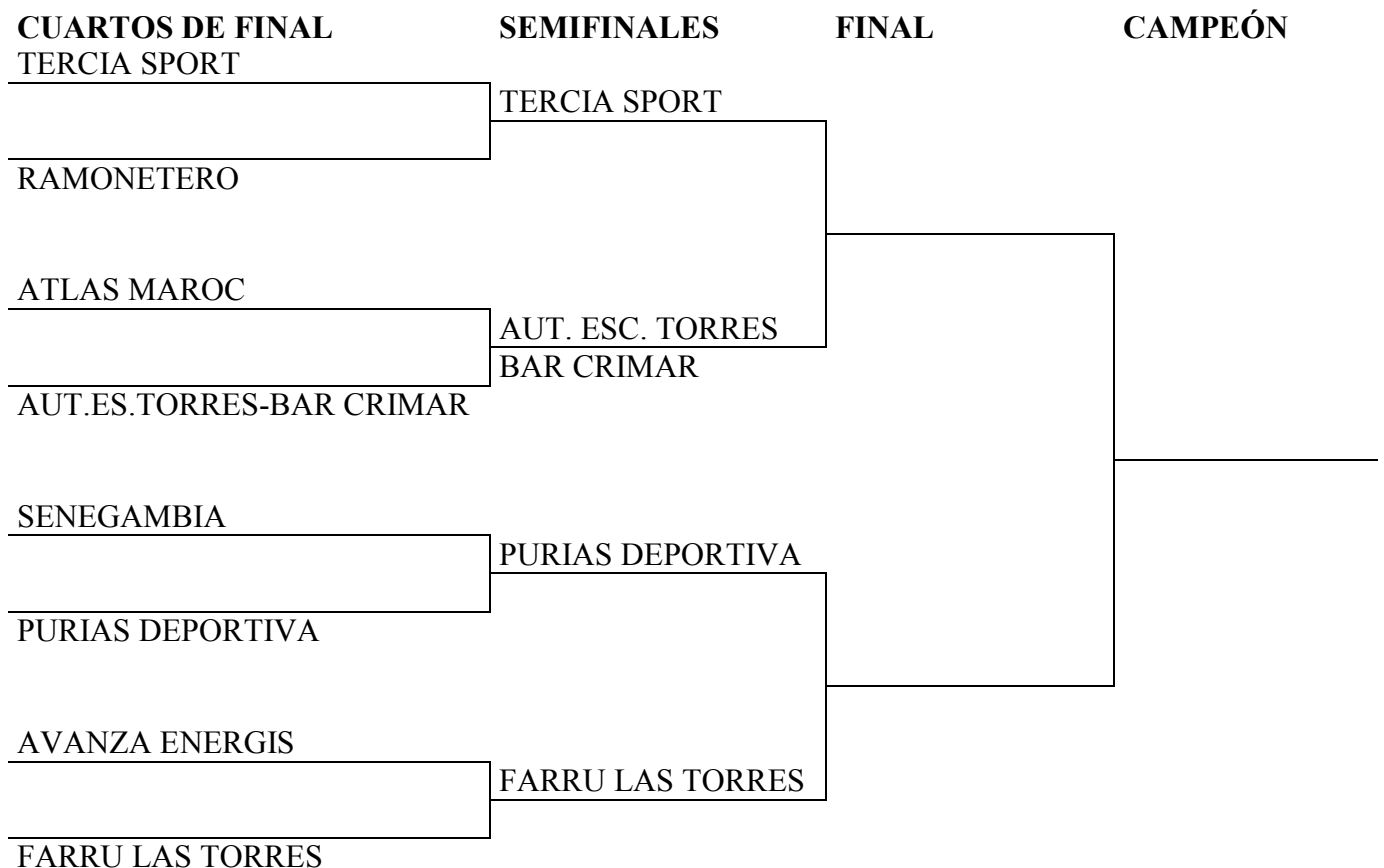 CUARTOS DE FINAL SEMIFINALES FINAL CAMPEÓN
TERCIA SPORT
TERCIA SPORT
RAMONETERO
ATLAS MAROC
AUT. ESC. TORRES
BAR CRIMAR
AUT.ES.TORRES-BAR CRIMAR
SENEGAMBIA
PURIAS DEPORTIVA
PURIAS DEPORTIVA
AVANZA ENERGIS
FARRU LAS TORRES
FARRU LAS TORRES